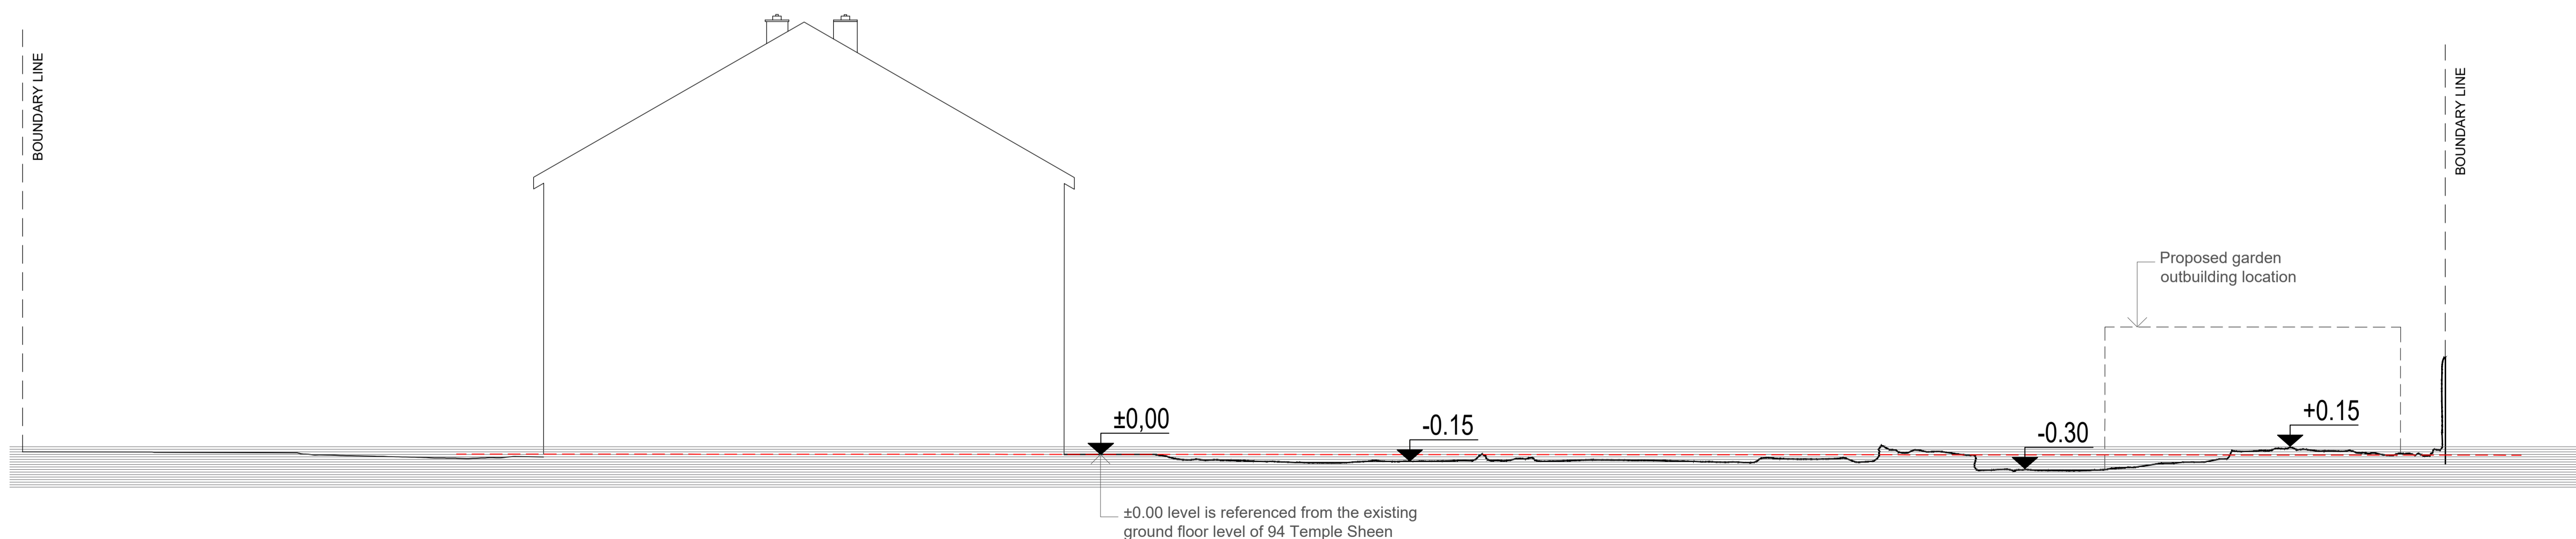 BOUNDARY LINE
BOUNDARY LINE
Proposed garden
outbuilding location
±0,00
-0.15
-0.30
+0.15
±0.00 level is referenced from the existing
ground floor level of 94 Temple Sheen